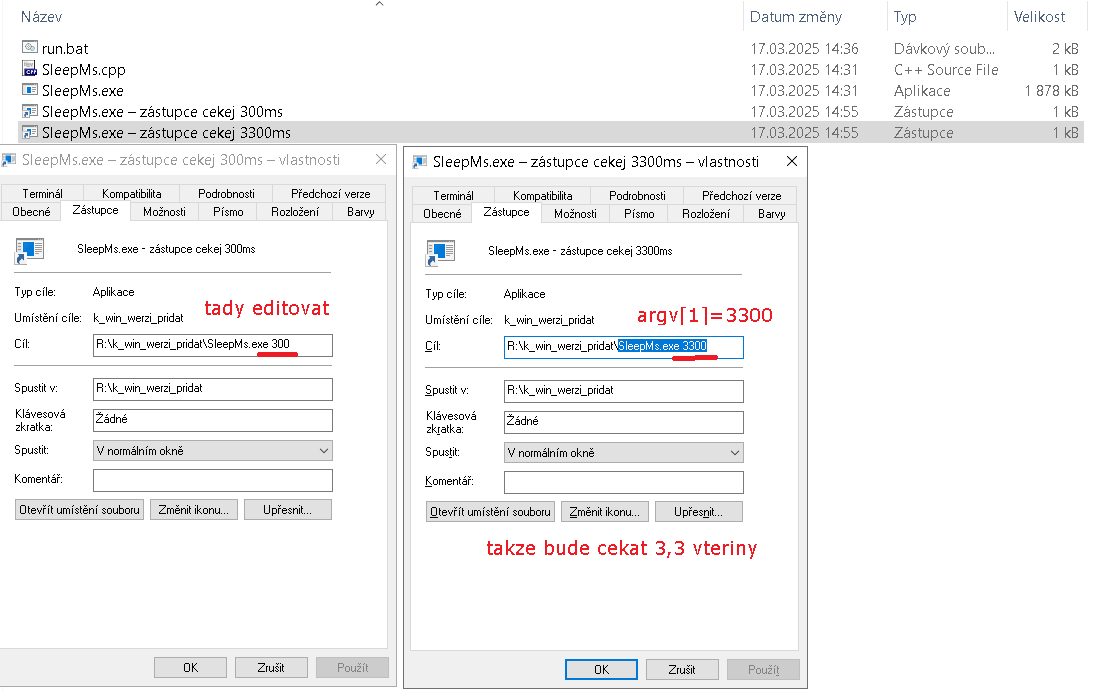 Název Datum změny Typ Velikost
run.bat 17.03.2025 14:36 Dávkový soub... 2 kB
SleepMs.cpp 17.03.2025 14:31 C++ Source File 1 kB
SleepMs.exe 17.03.2025 14:31 Aplikace 1 878 kB
SleepMs.exe – zástupce cekej 300ms 17.03.2025 14:55 Zástupce 1 kB
SleepMs.exe – zástupce cekej 3300ms 17.03.2025 14:55 Zástupce 1 kB
SleepMs.exe – zástupce cekej 300ms – vlastnosti
Terminál Kompatibilita Podrobnosti Předchozí verze
Obecné Zástupce Možnosti Písmo Rozložení Barvy
SleepMs.exe - zástupce cekej 300ms
Typ cíle: Aplikace
tady editovat
Umístění cíle: k_win_werzi_pridat
Cíl: R:\k_win_werzi_pridat\SleepMs.exe 300
Spustit v: R:\k_win_werzi_pridat
Klávesová
zkratka:
Žádné
Spustit: V normálním okně
Komentář:
Otevřít umístění souboru Změnit ikonu... Upřesnit...
OK Zrušit Použít
SleepMs.exe – zástupce cekej 3300ms – vlastnosti
Terminál Kompatibilita Podrobnosti Předchozí verze
Obecné Zástupce Možnosti Písmo Rozložení Barvy
SleepMs.exe - zástupce cekej 3300ms
Typ cíle: Aplikace
Umístění cíle: k_win_werzi_pridat
argv[1]=3300
Cíl: R:\k_win_werzi_pridat\SleepMs.exe 3300
Spustit v: R:\k_win_werzi_pridat
Klávesová
zkratka:
Žádné
Spustit: V normálním okně
Komentář:
Otevřít umístění souboru Změnit ikonu... Upřesnit...
takze bude cekat 3,3 vteriny
OK Zrušit Použít